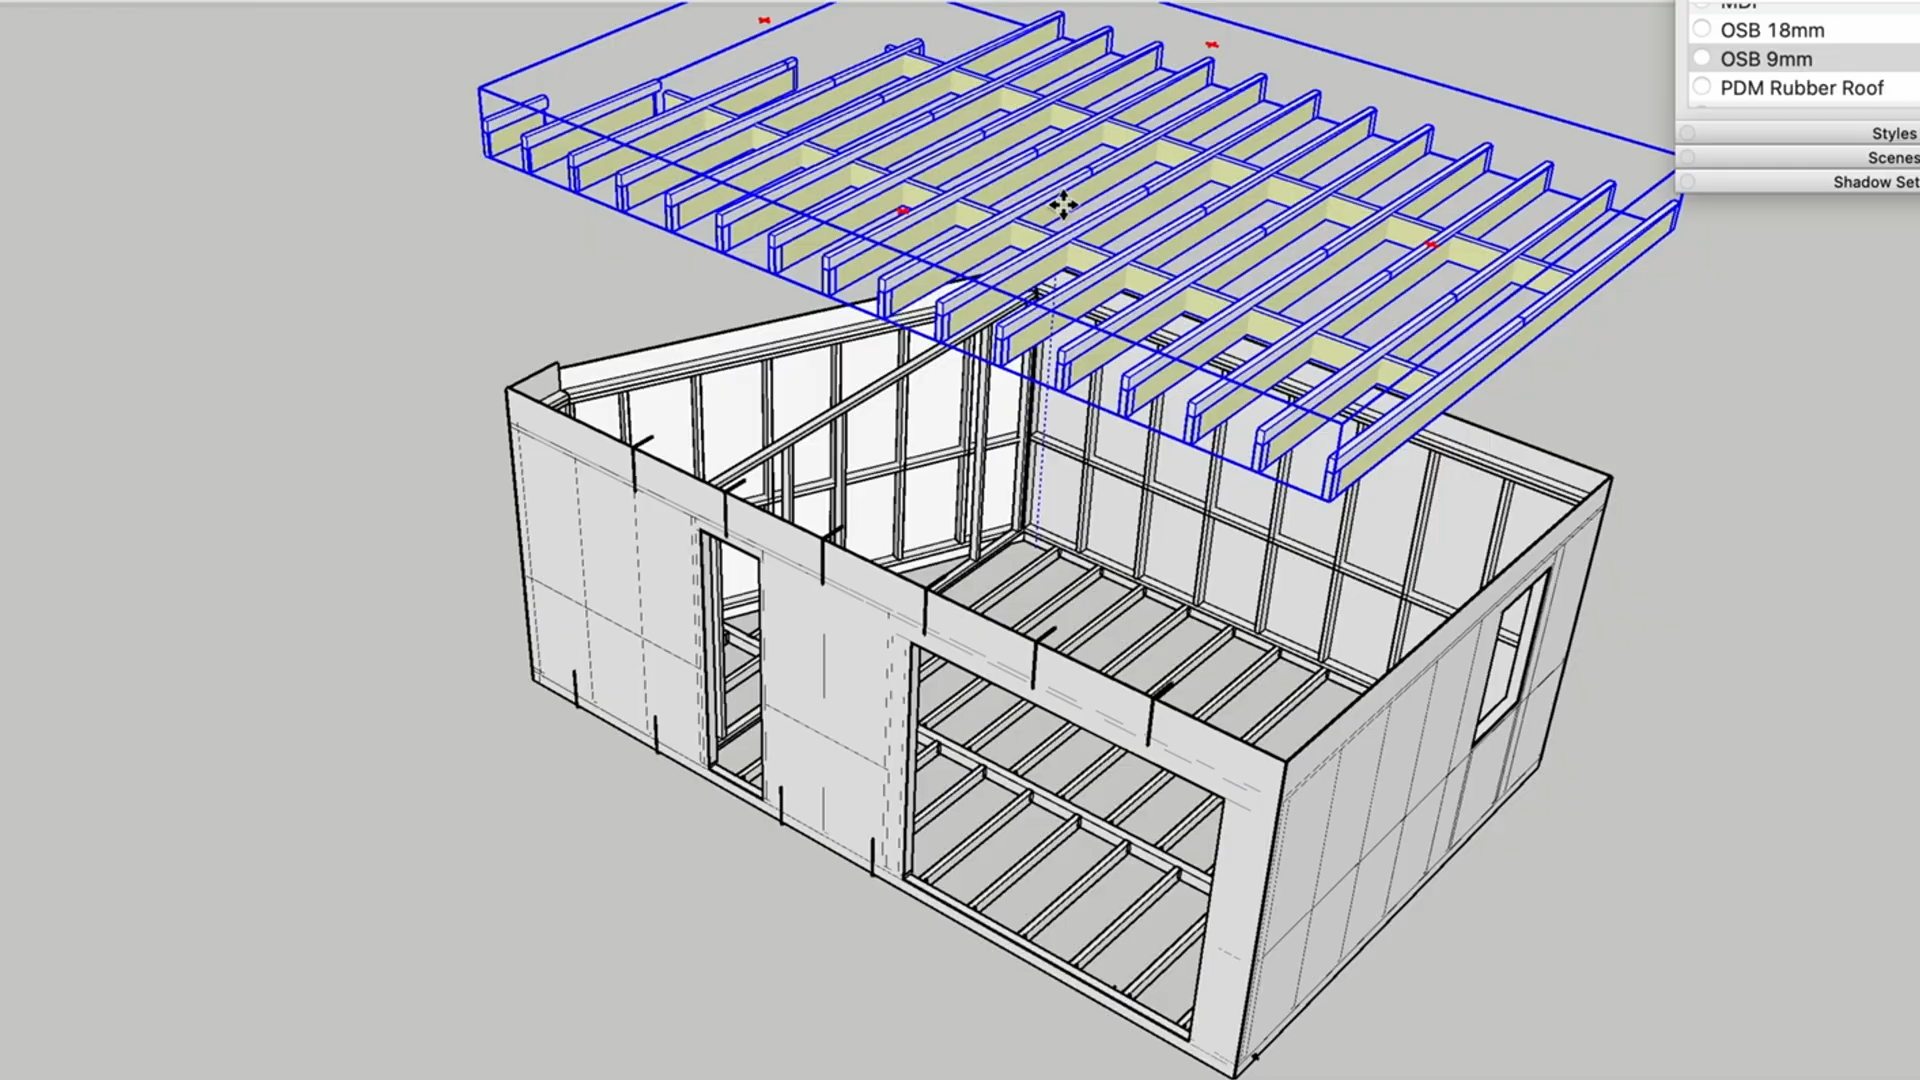 OSB 18mm
OSB 9mm
PDM Rubber Roof
Styles
Scenes
Shadow Set